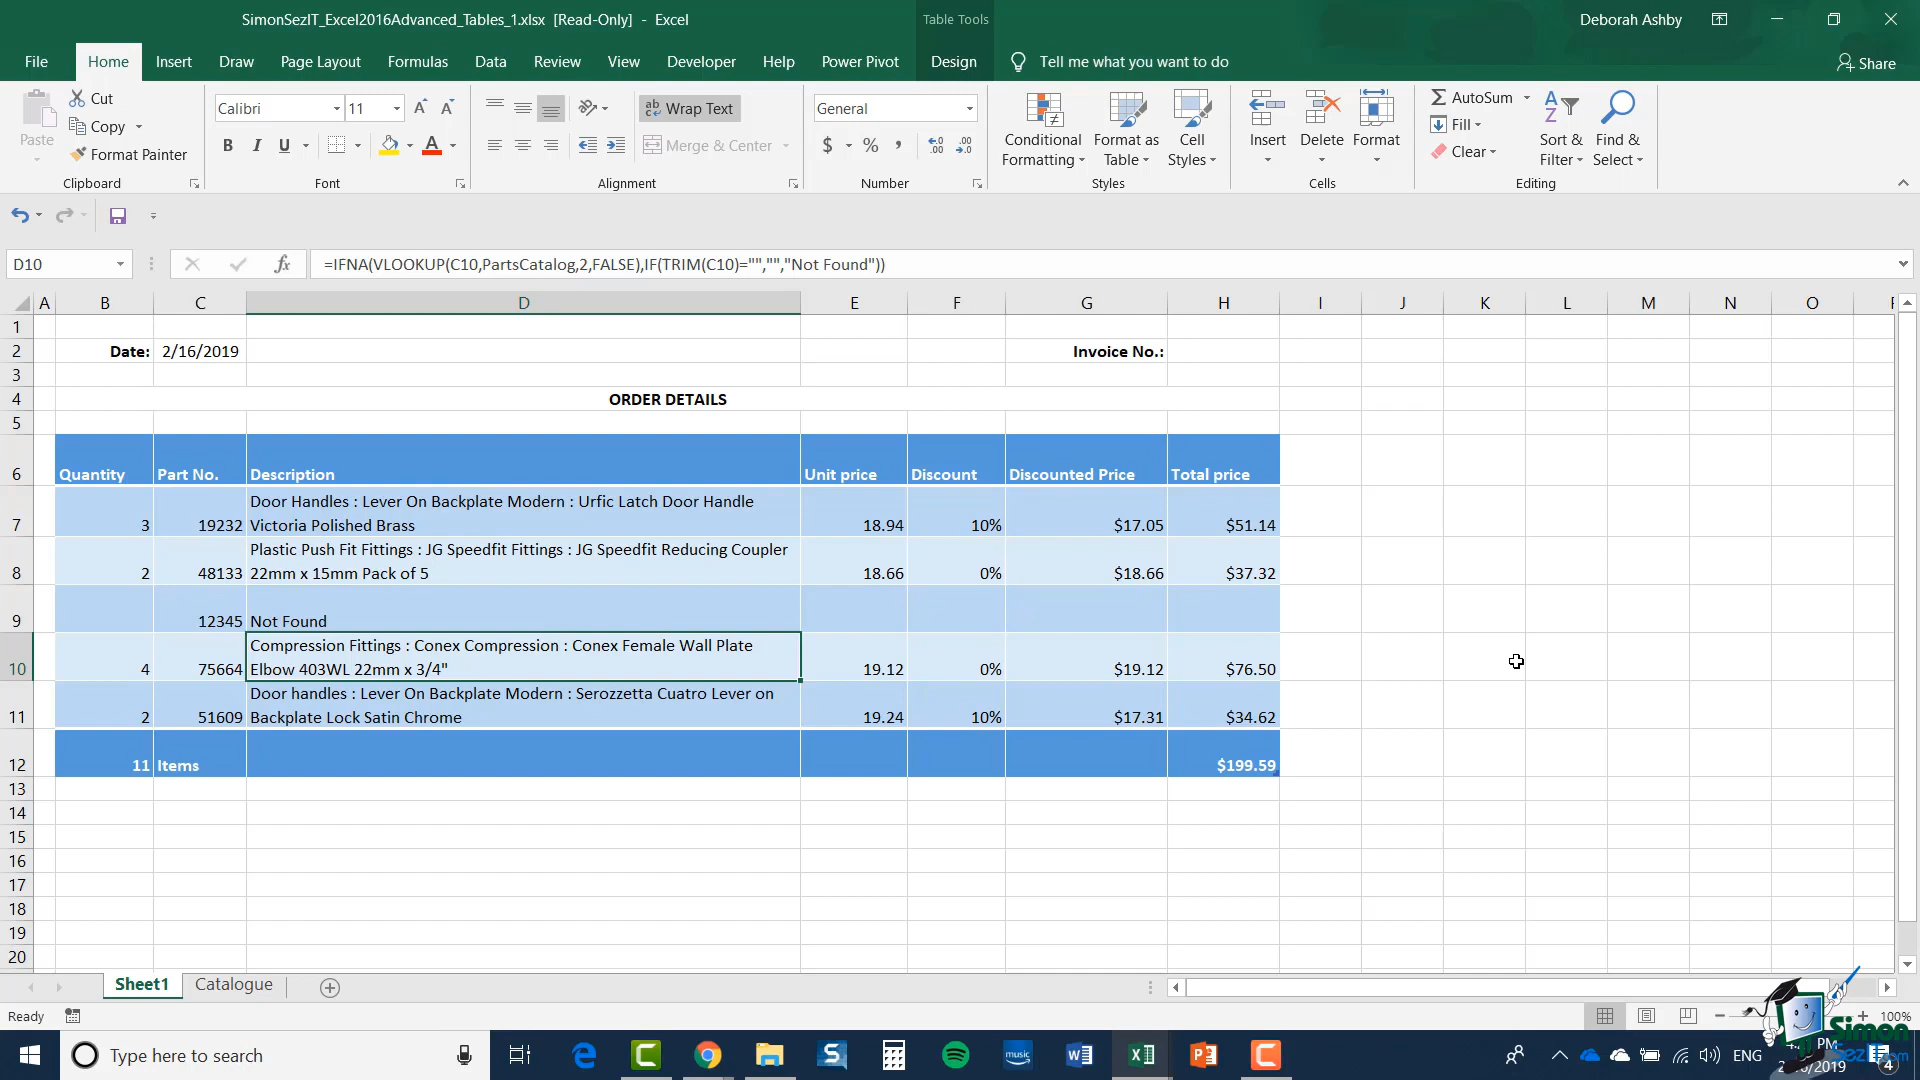 SimonSezIT_Excel2016Advanced_Tables_1.xlsx [Read-Only] - Excel
Table Tools
Deborah Ashby
File Home Insert Draw Page Layout Formulas Data Review View Developer Help Power Pivot Design Tell me what you want to do Share
Paste
Cut
Copy
Format Painter
Clipboard
Calibri 11
B I U A
Font
Wrap Text
Merge & Center
Alignment
General
$ %
Number
Conditional Formatting
Format as Table
Cell Styles
Styles
Insert Delete Format
Cells
AutoSum
Fill
Clear
Sort & Filter
Find & Select
Editing
D10 fx =IFNA(VLOOKUP(C10,PartsCatalog,2,FALSE),IF(TRIM(C10)="","","Not Found"))
A B C D E F G H I J K L M N O
1
2 Date: 2/16/2019 Invoice No.:
3
4 ORDER DETAILS
5
6 Quantity Part No. Description Unit price Discount Discounted Price Total price
Door Handles : Lever On Backplate Modern : Urfic Latch Door Handle
7 3 19232 Victoria Polished Brass 18.94 10% $17.05 $51.14
Plastic Push Fit Fittings : JG Speedfit Fittings : JG Speedfit Reducing Coupler
8 2 48133 22mm x 15mm Pack of 5 18.66 0% $18.66 $37.32
9 12345 Not Found
Compression Fittings : Conex Compression : Conex Female Wall Plate
10 4 75664 Elbow 403WL 22mm x 3/4" 19.12 0% $19.12 $76.50
Door handles : Lever On Backplate Modern : Serozzetta Cuatro Lever on
11 2 51609 Backplate Lock Satin Chrome 19.24 10% $17.31 $34.62
12 11 Items $199.59
13
14
15
16
17
18
19
20
Sheet1 Catalogue
Ready 100%
Type here to search
music
ENG
PM
4
Simon
SezIT.com